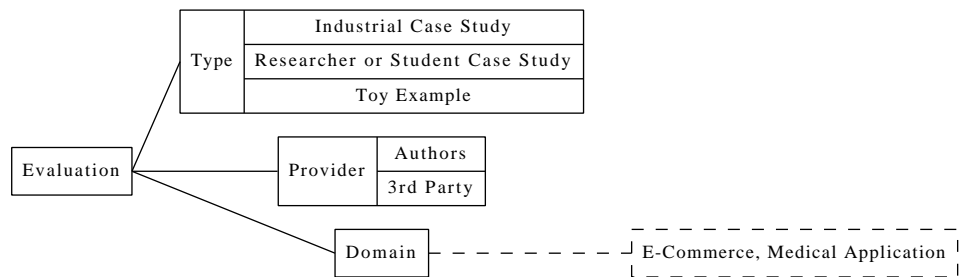 Industrial Case Study
Type
Researcher or Student Case Study
Toy Example
Evaluation
Provider
Authors
3rd Party
Domain
E-Commerce, Medical Application